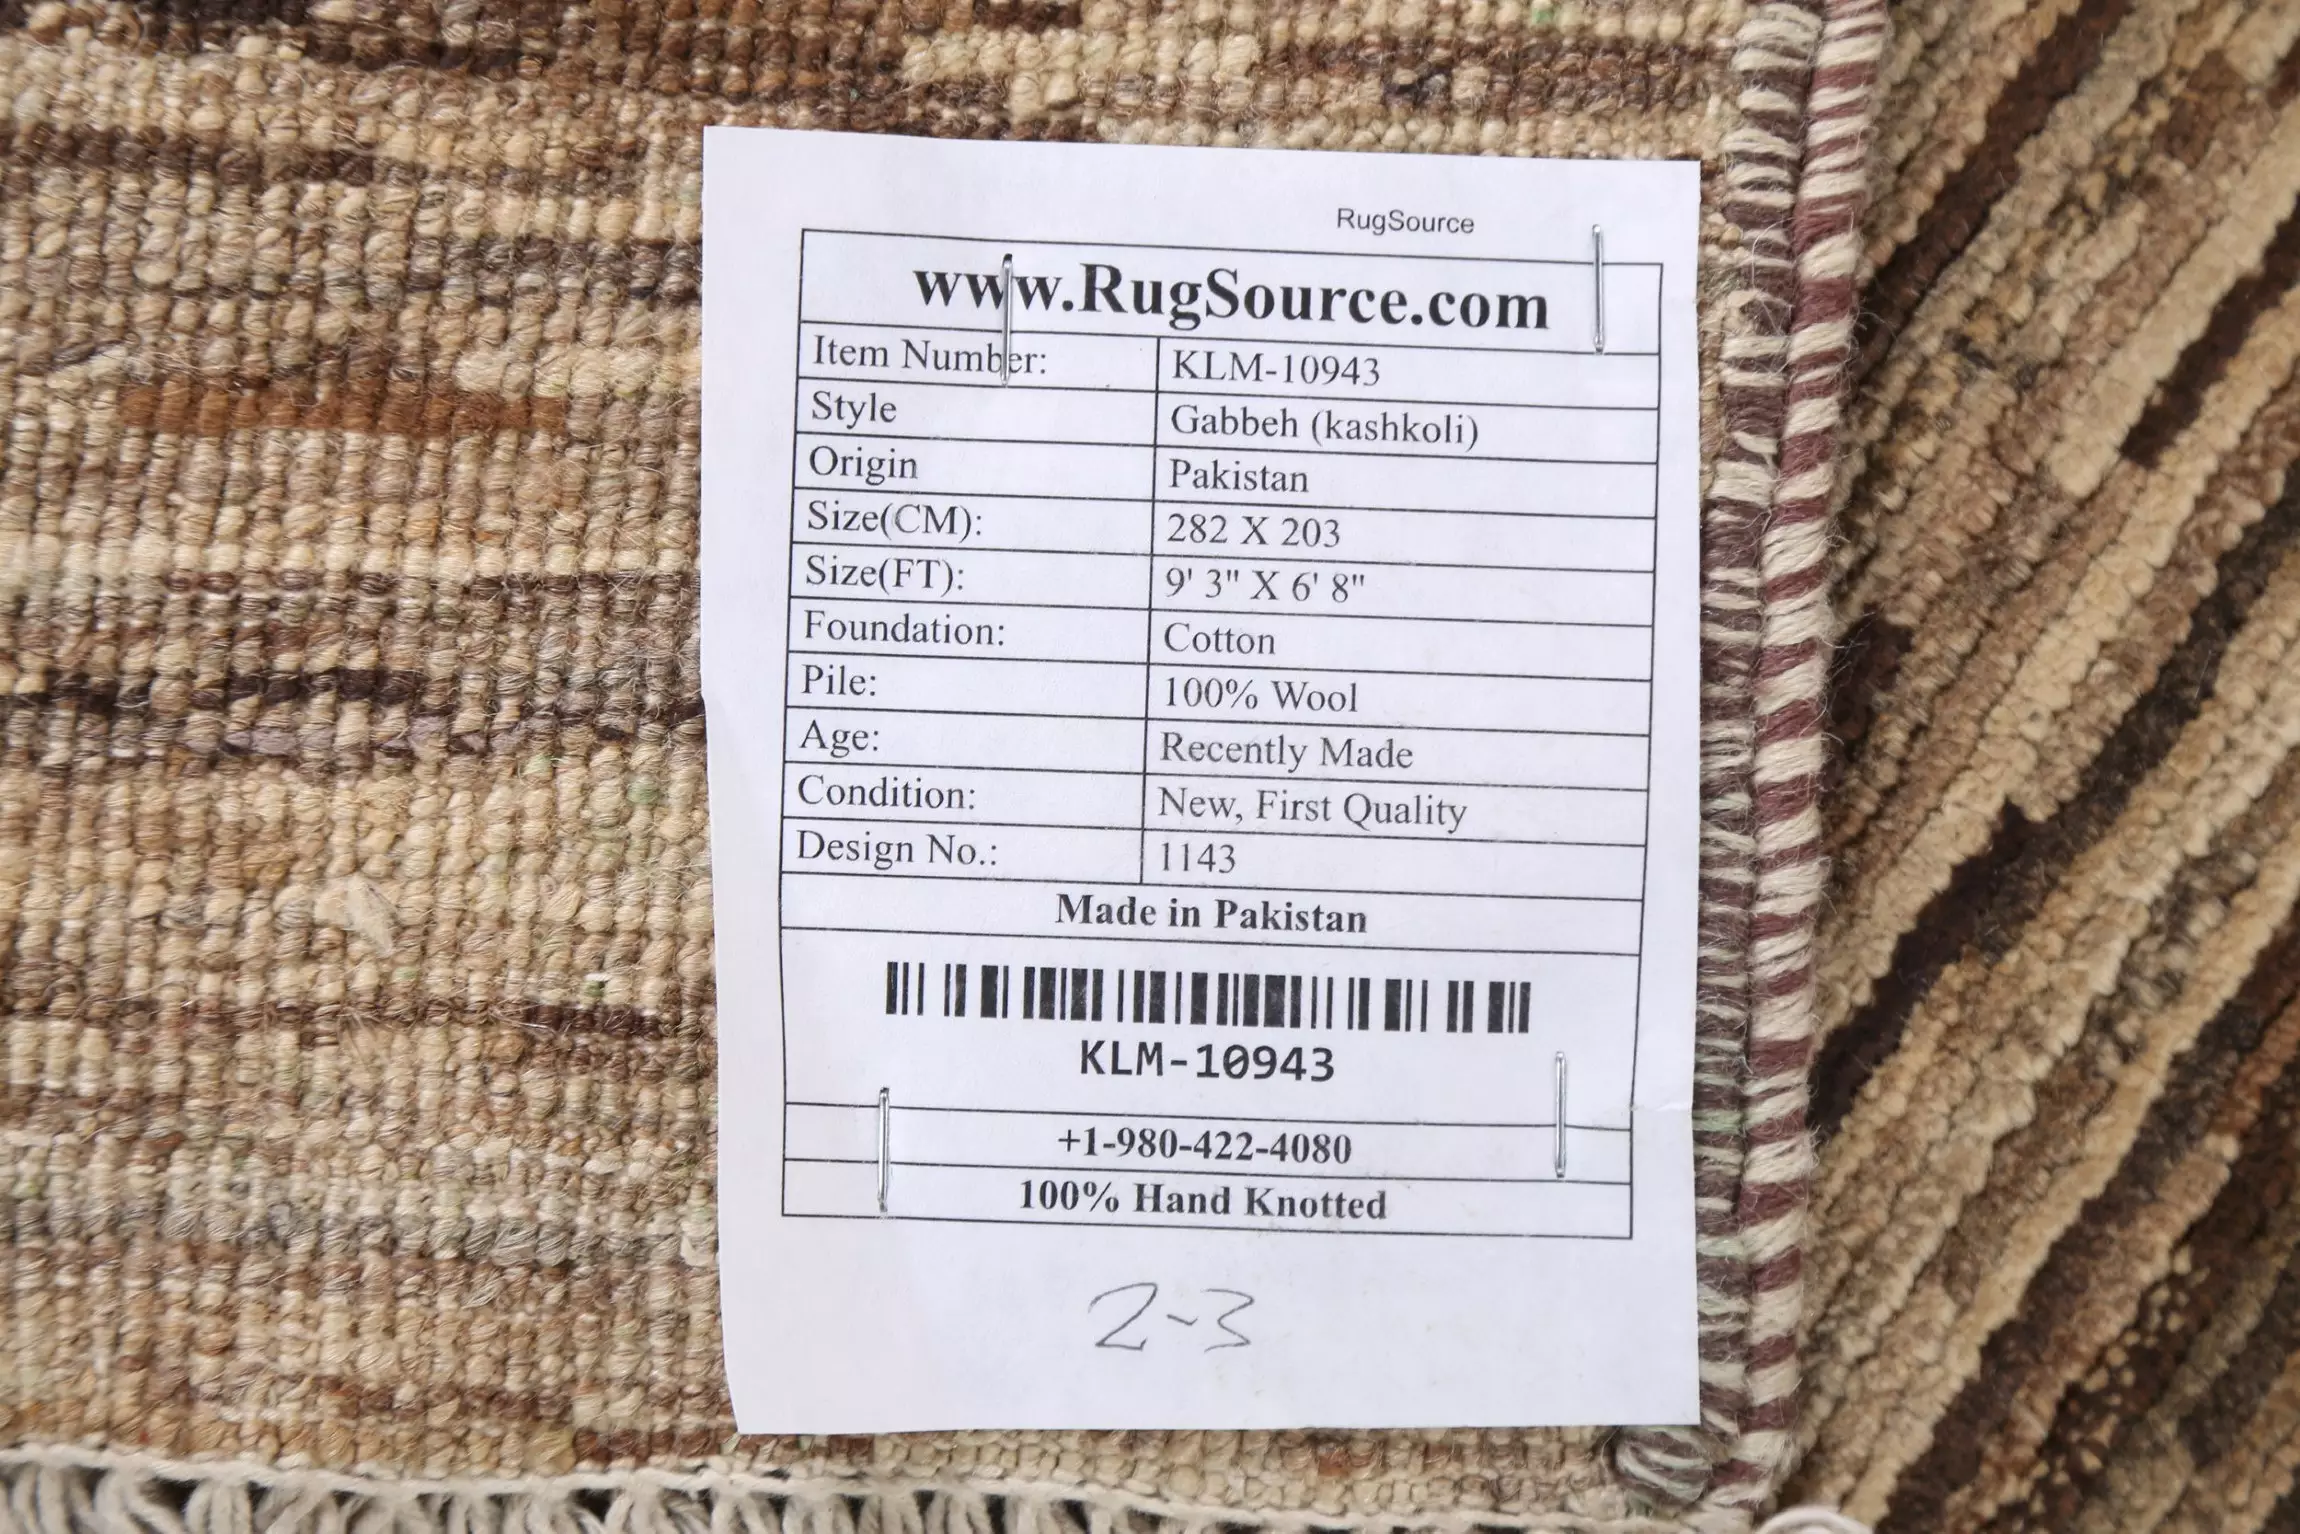 RugSource
www.RugSource.com
Item Number: KLM-10943
Style Gabbeh (kashkoli)
Origin Pakistan
Size(CM): 282 X 203
Size(FT): 9' 3" X 6' 8"
Foundation: Cotton
Pile: 100% Wool
Age: Recently Made
Condition: New, First Quality
Design No.: 1143
Made in Pakistan
KLM-10943
+1-980-422-4080
100% Hand Knotted
2-3